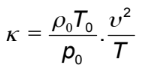 κ = ρ₀T₀/p₀ . υ²/T